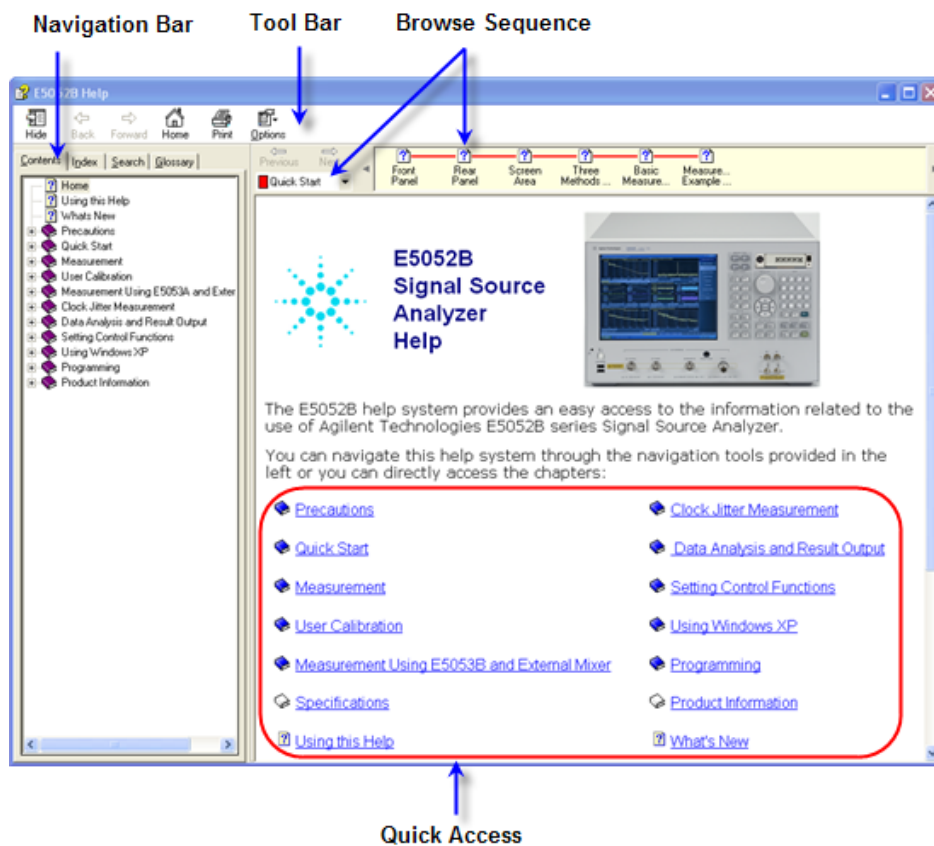 Navigation Bar Tool Bar Browse Sequence
E5052B Help
Hide Back Forward Home Print Options
Contents Index Search Glossary
Previous Next
Quick Start
Front Panel
Rear Panel
Screen Area
Three Methods ...
Basic Measure...
Measure... Example ...
Home
Using this Help
Whats New
Precautions
Quick Start
Measurement
User Calibration
Measurement Using E5053A and Exter
Clock Jitter Measurement
Data Analysis and Result Output
Setting Control Functions
Using Windows XP
Programming
Product Information
E5052B
Signal Source
Analyzer
Help
The E5052B help system provides an easy access to the information related to the
use of Agilent Technologies E5052B series Signal Source Analyzer.
You can navigate this help system through the navigation tools provided in the
left or you can directly access the chapters:
Precautions Clock Jitter Measurement
Quick Start Data Analysis and Result Output
Measurement Setting Control Functions
User Calibration Using Windows XP
Measurement Using E5053B and External Mixer Programming
Specifications Product Information
Using this Help What's New
Quick Access